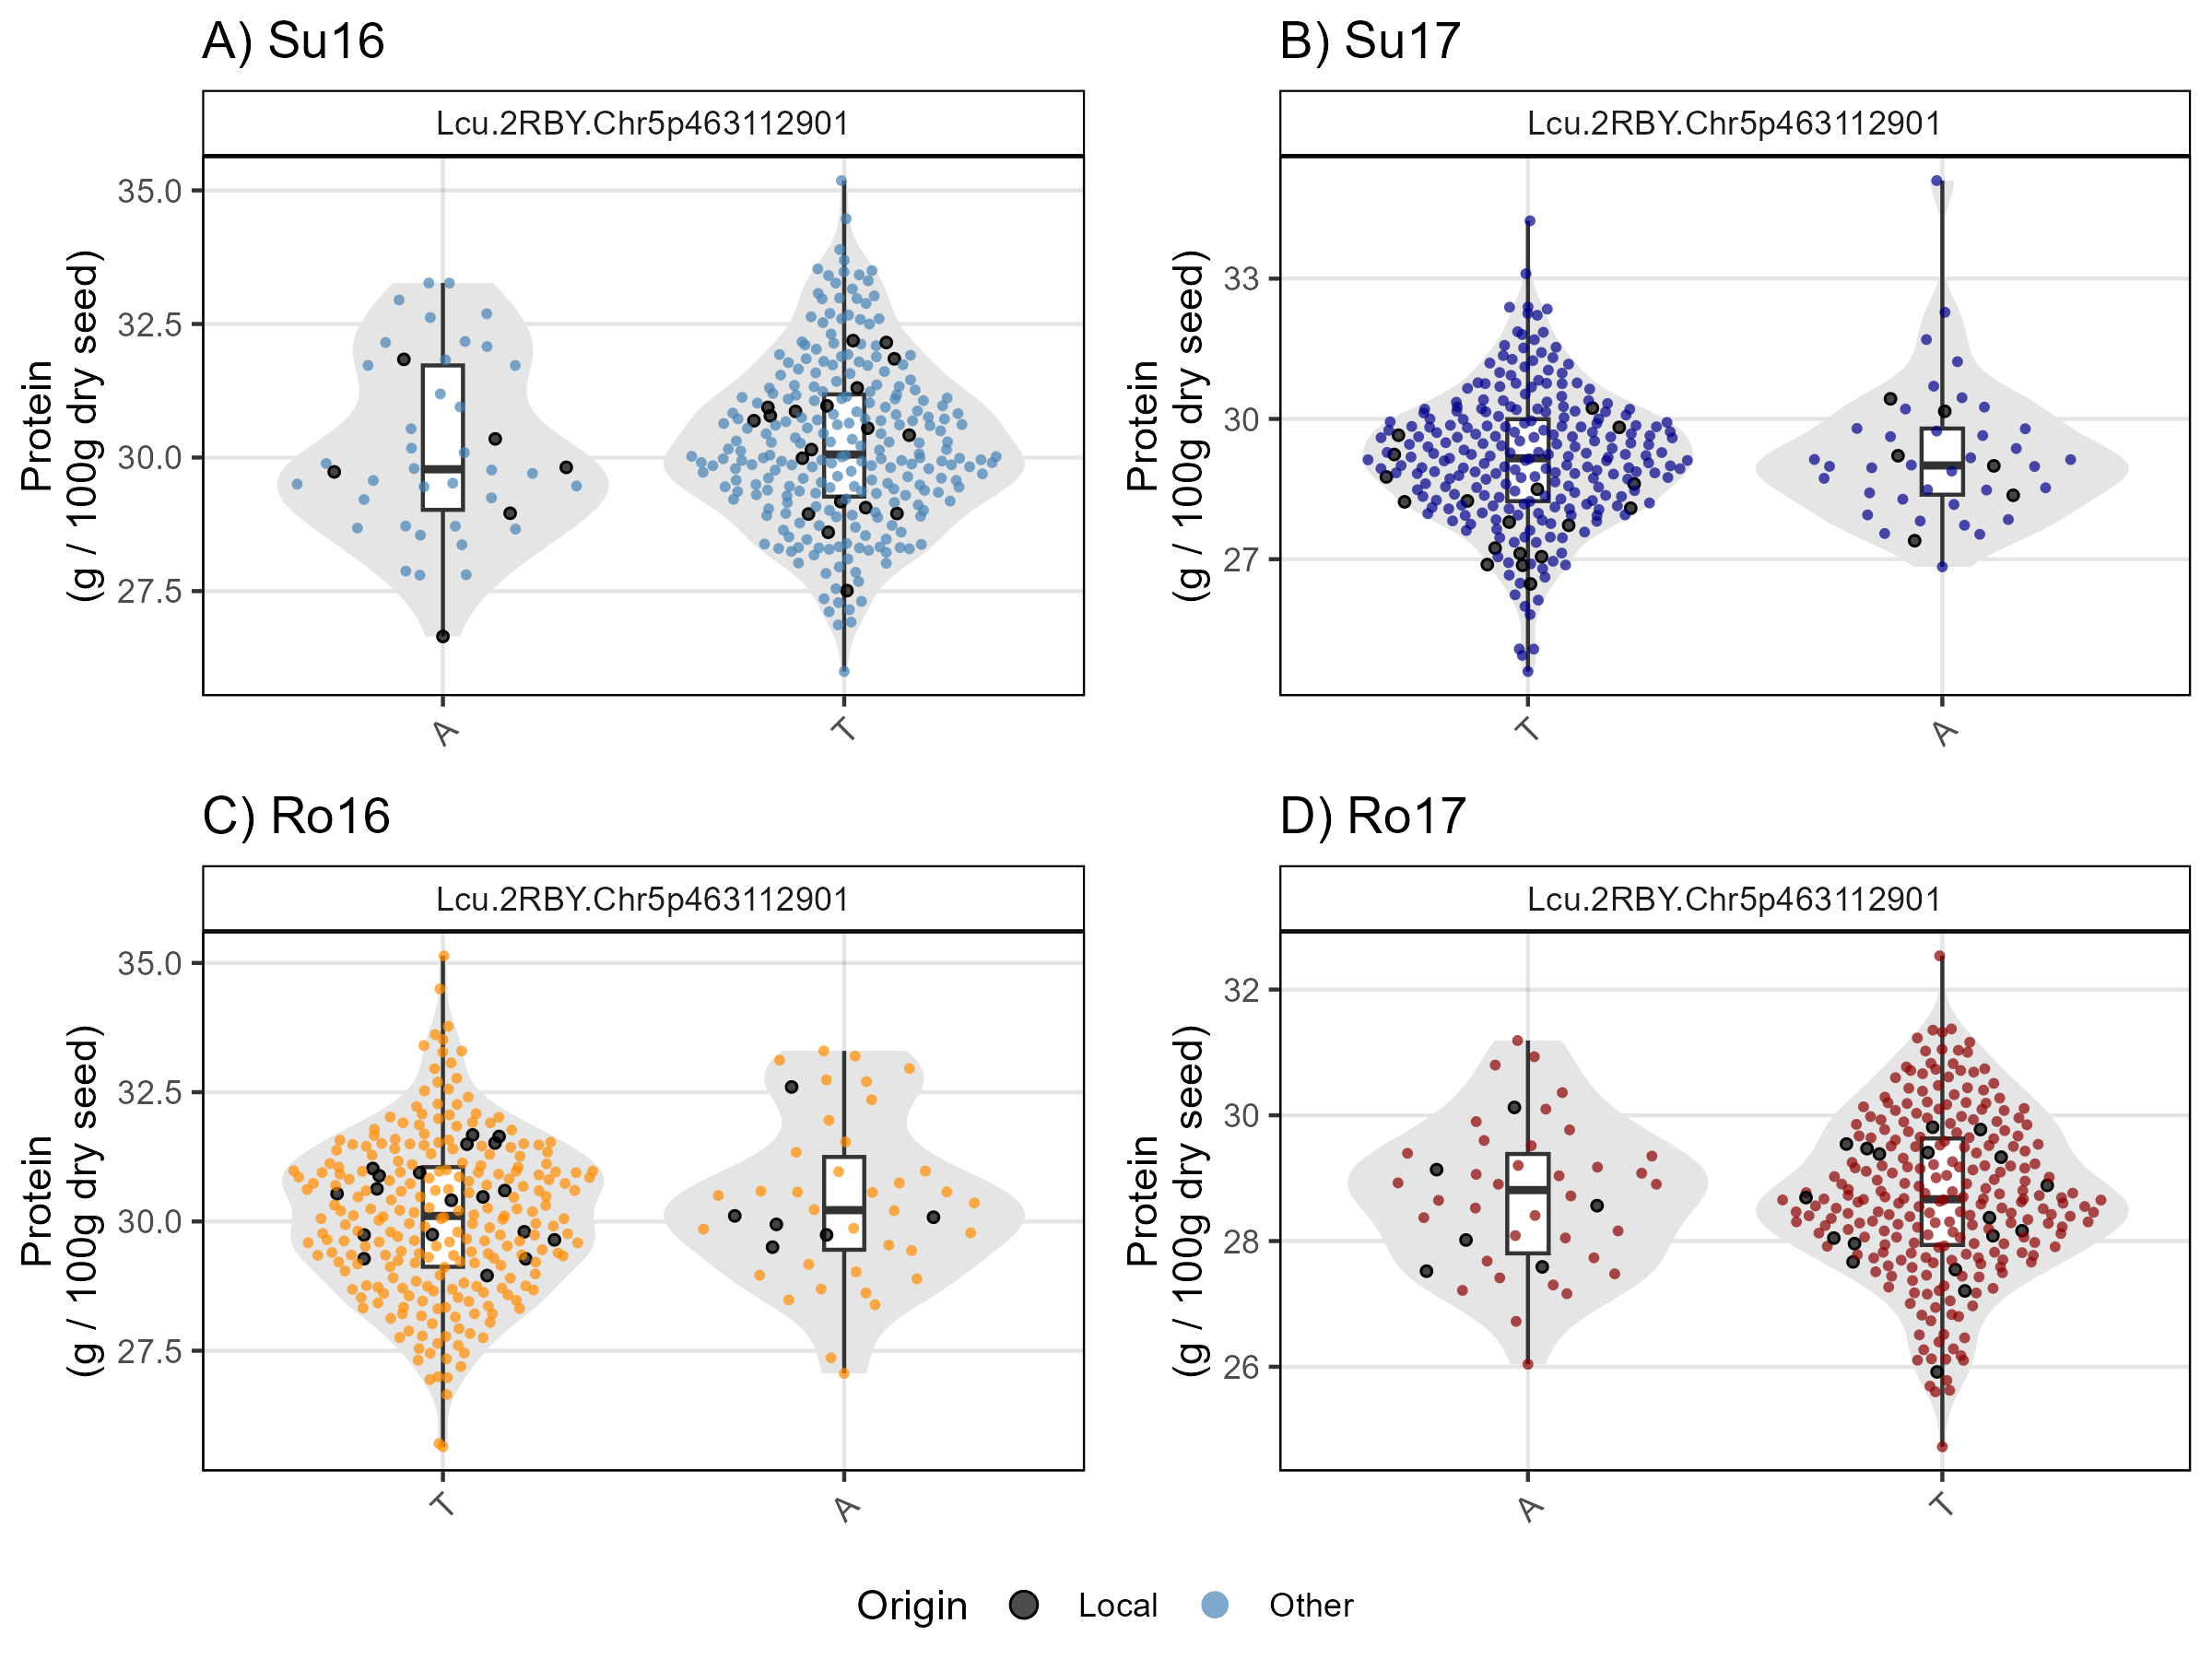 A) Su16
Lcu.2RBY.Chr5p463112901
Protein
(g / 100g dry seed)
35.0
32.5
30.0
27.5
A
T
B) Su17
Lcu.2RBY.Chr5p463112901
Protein
(g / 100g dry seed)
33
30
27
T
A
C) Ro16
Lcu.2RBY.Chr5p463112901
Protein
(g / 100g dry seed)
35.0
32.5
30.0
27.5
T
A
D) Ro17
Lcu.2RBY.Chr5p463112901
Protein
(g / 100g dry seed)
32
30
28
26
A
T
Origin Local Other